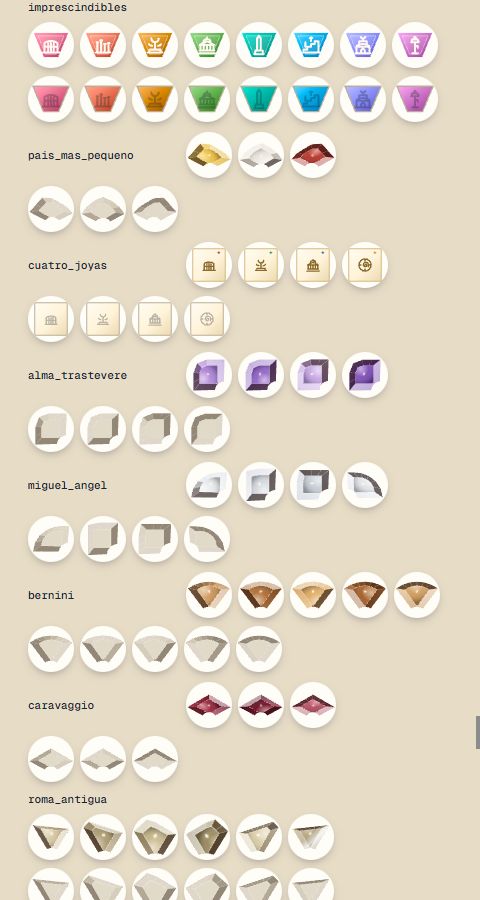 imprescindibles
pais_mas_pequeno
cuatro_joyas
alma_trastevere
miguel_angel
bernini
caravaggio
roma_antigua